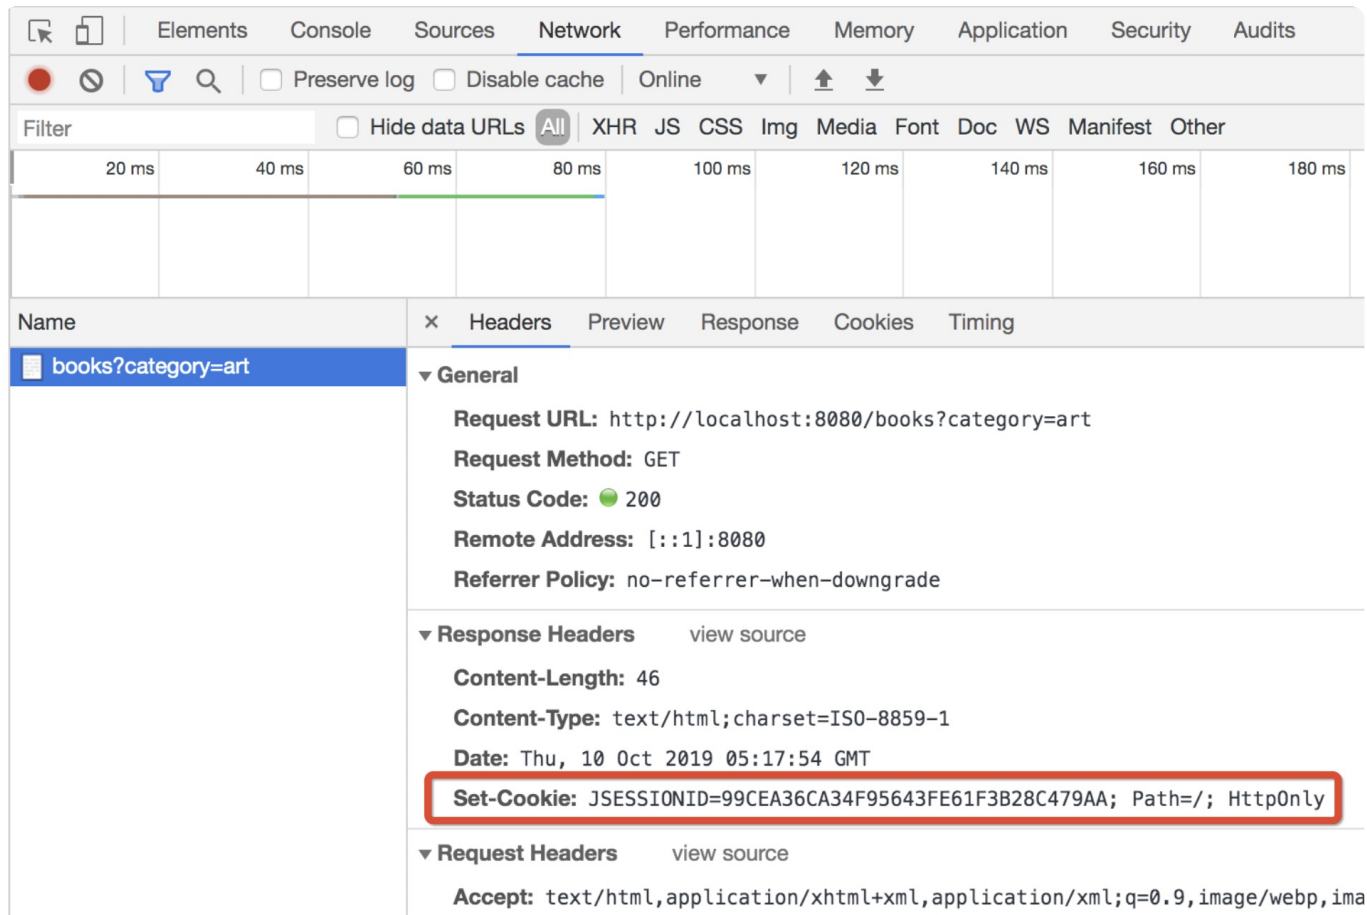 Elements Console Sources Network Performance Memory Application Security Audits
Preserve log Disable cache Online
Filter Hide data URLs All XHR JS CSS Img Media Font Doc WS Manifest Other
20 ms 40 ms 60 ms 80 ms 100 ms 120 ms 140 ms 160 ms 180 ms
Name × Headers Preview Response Cookies Timing
books?category=art
General
Request URL: http://localhost:8080/books?category=art
Request Method: GET
Status Code: 200
Remote Address: [::1]:8080
Referrer Policy: no-referrer-when-downgrade
Response Headers view source
Content-Length: 46
Content-Type: text/html;charset=ISO-8859-1
Date: Thu, 10 Oct 2019 05:17:54 GMT
Set-Cookie: JSESSIONID=99CEA36CA34F95643FE61F3B28C479AA; Path=/; HttpOnly
Request Headers view source
Accept: text/html,application/xhtml+xml,application/xml;q=0.9,image/webp,ima